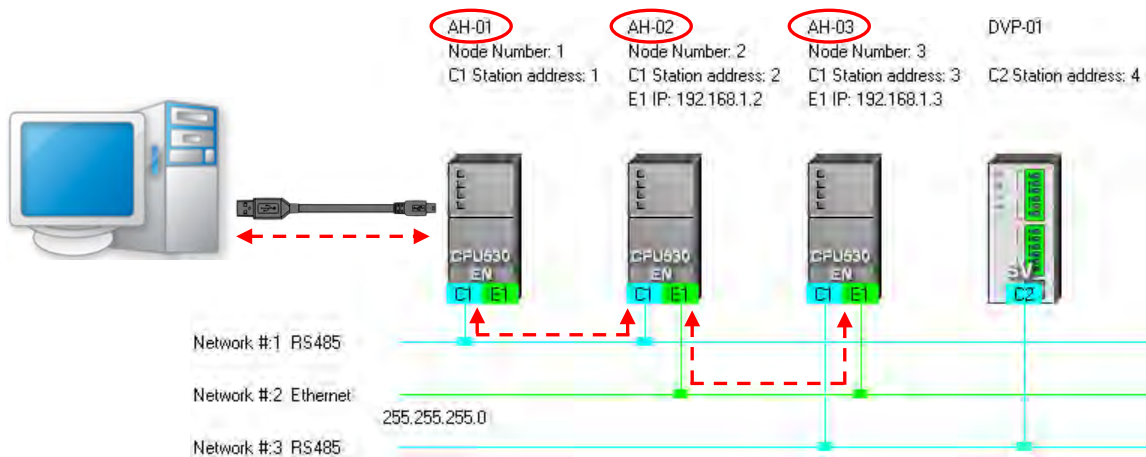 AH-01
Node Number: 1
C1 Station address: 1
AH-02
Node Number: 2
C1 Station address: 2
E1 IP: 192.168.1.2
AH-03
Node Number: 3
C1 Station address: 3
E1 IP: 192.168.1.3
DVP-01
C2 Station address: 4
CPU530
EN
C1 E1
CPU530
EN
C1 E1
CPU530
EN
C1 E1
SV
C2
Network #:1 RS485
Network #:2 Ethernet
255.255.255.0
Network #:3 RS485